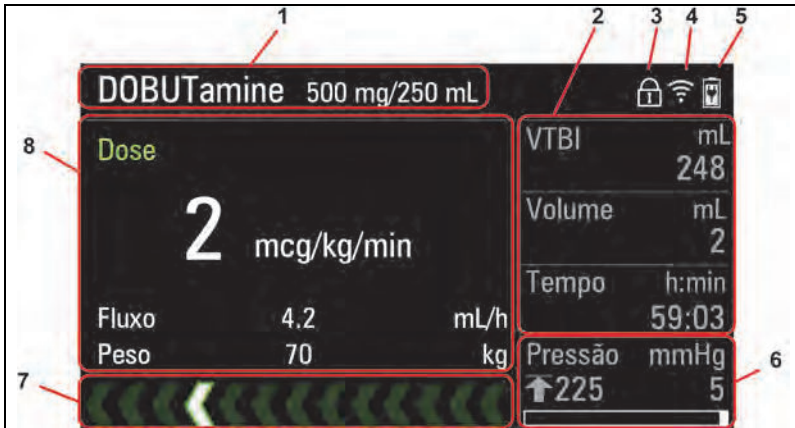 1 2 3 4 5
DOBUTamine 500 mg/250 mL
8
Dose
2 mcg/kg/min
Fluxo 4.2 mL/h
Peso 70 kg
VTBI mL
248
Volume mL
2
Tempo h:min
59:03
Pressão mmHg
225 5
6
7